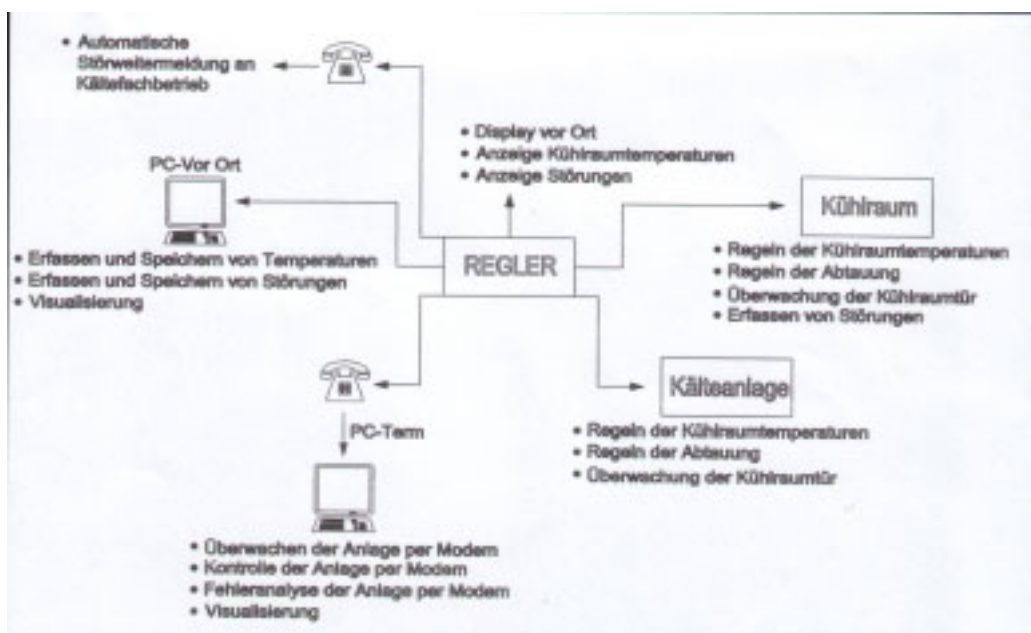 • Automatische
Störweitermeldung an
Kältefachbetrieb
• Display vor Ort
• Anzeige Kühlraumtemperaturen
• Anzeige Störungen
PC-Vor Ort
• Erfassen und Speichern von Temperaturen
• Erfassen und Speichern von Störungen
• Visualisierung
REGLER
Kühlraum
• Regeln der Kühlraumtemperaturen
• Regeln der Abtauung
• Überwachung der Kühlraumtür
• Erfassen von Störungen
Kälteanlage
• Regeln der Kühlraumtemperaturen
• Regeln der Abtauung
• Überwachung der Kühlraumtür
PC-Term
• Überwachen der Anlage per Modem
• Kontrolle der Anlage per Modem
• Fehleranalyse der Anlage per Modem
• Visualisierung